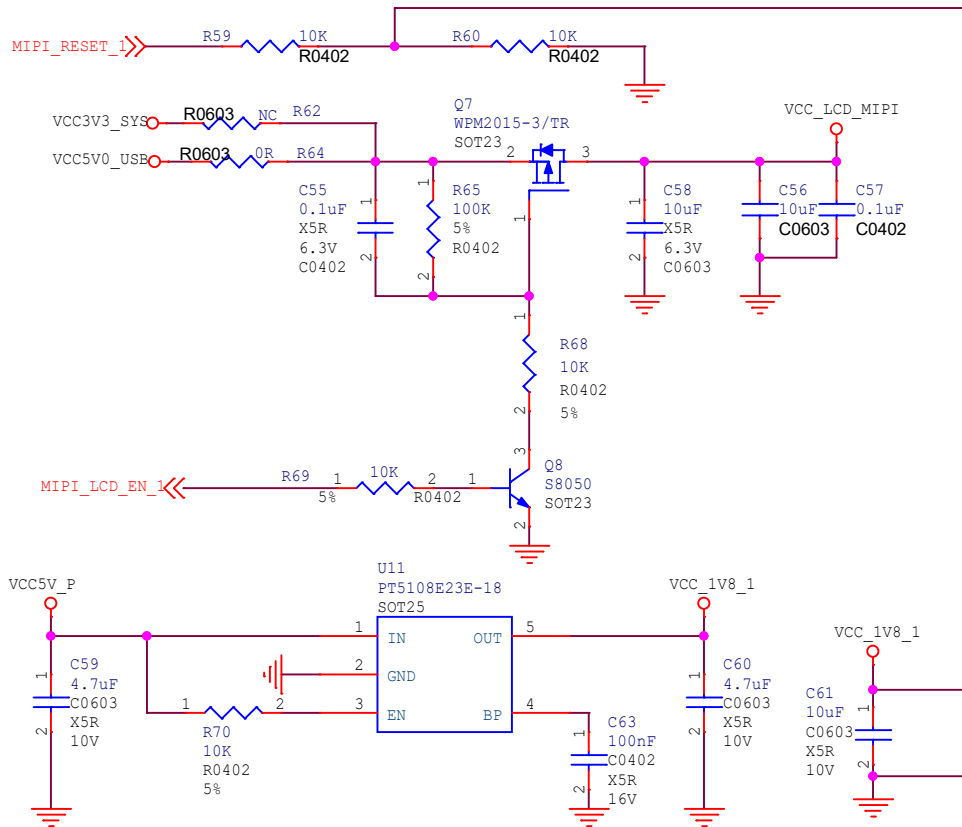 MIPI_RESET_1
R59
10K
R0402
R60
10K
R0402
VCC3V3_SYS
R0603
NC
R62
VCC5V0_USB
R0603
0R
R64
C55
0.1uF
X5R
6.3V
C0402
1
2
R65
100K
5%
R0402
1
2
Q7
WPM2015-3/TR
SOT23
2
3
1
C58
10uF
X5R
6.3V
C0603
1
2
VCC_LCD_MIPI
C56
10uF
C0603
1
2
C57
0.1uF
C0402
1
2
1
R68
10K
R0402
5%
2
MIPI_LCD_EN_1
R69
1
10K
2
5%
R0402
1
3
Q8
S8050
SOT23
2
VCC5V_P
1
C59
4.7uF
C0603
X5R
10V
2
U11
PT5108E23E-18
SOT25
1
IN
OUT
5
2
GND
3
EN
BP
4
1
2
R70
10K
R0402
5%
1
C63
100nF
C0402
X5R
16V
2
VCC_1V8_1
1
C60
4.7uF
C0603
X5R
10V
2
VCC_1V8_1
C61
10uF
C0603
X5R
10V
1
2